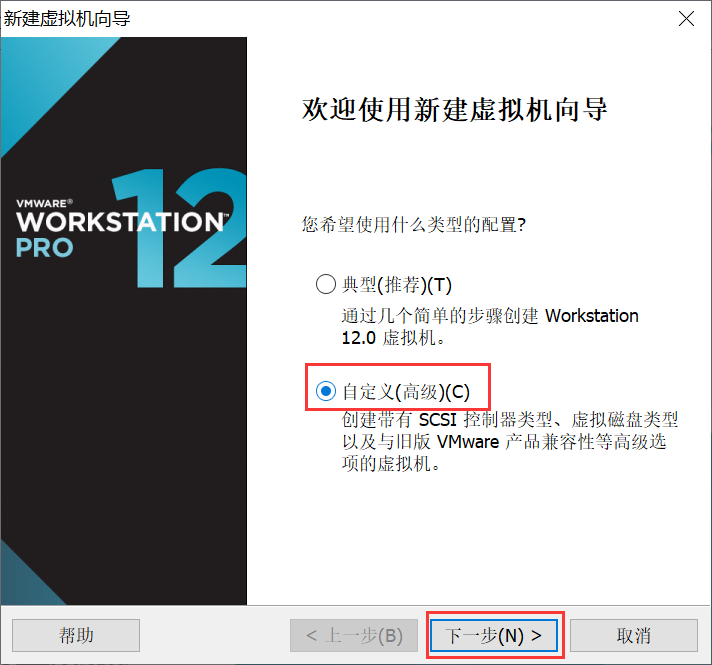 新建虚拟机向导
VMWARE®
WORKSTATION™
PRO
12
欢迎使用新建虚拟机向导
您希望使用什么类型的配置?
典型(推荐)(T)
通过几个简单的步骤创建 Workstation
12.0 虚拟机。
自定义(高级)(C)
创建带有 SCSI 控制器类型、虚拟磁盘类型
以及与旧版 VMware 产品兼容性等高级选
项的虚拟机。
帮助
< 上一步(B)
下一步(N) >
取消